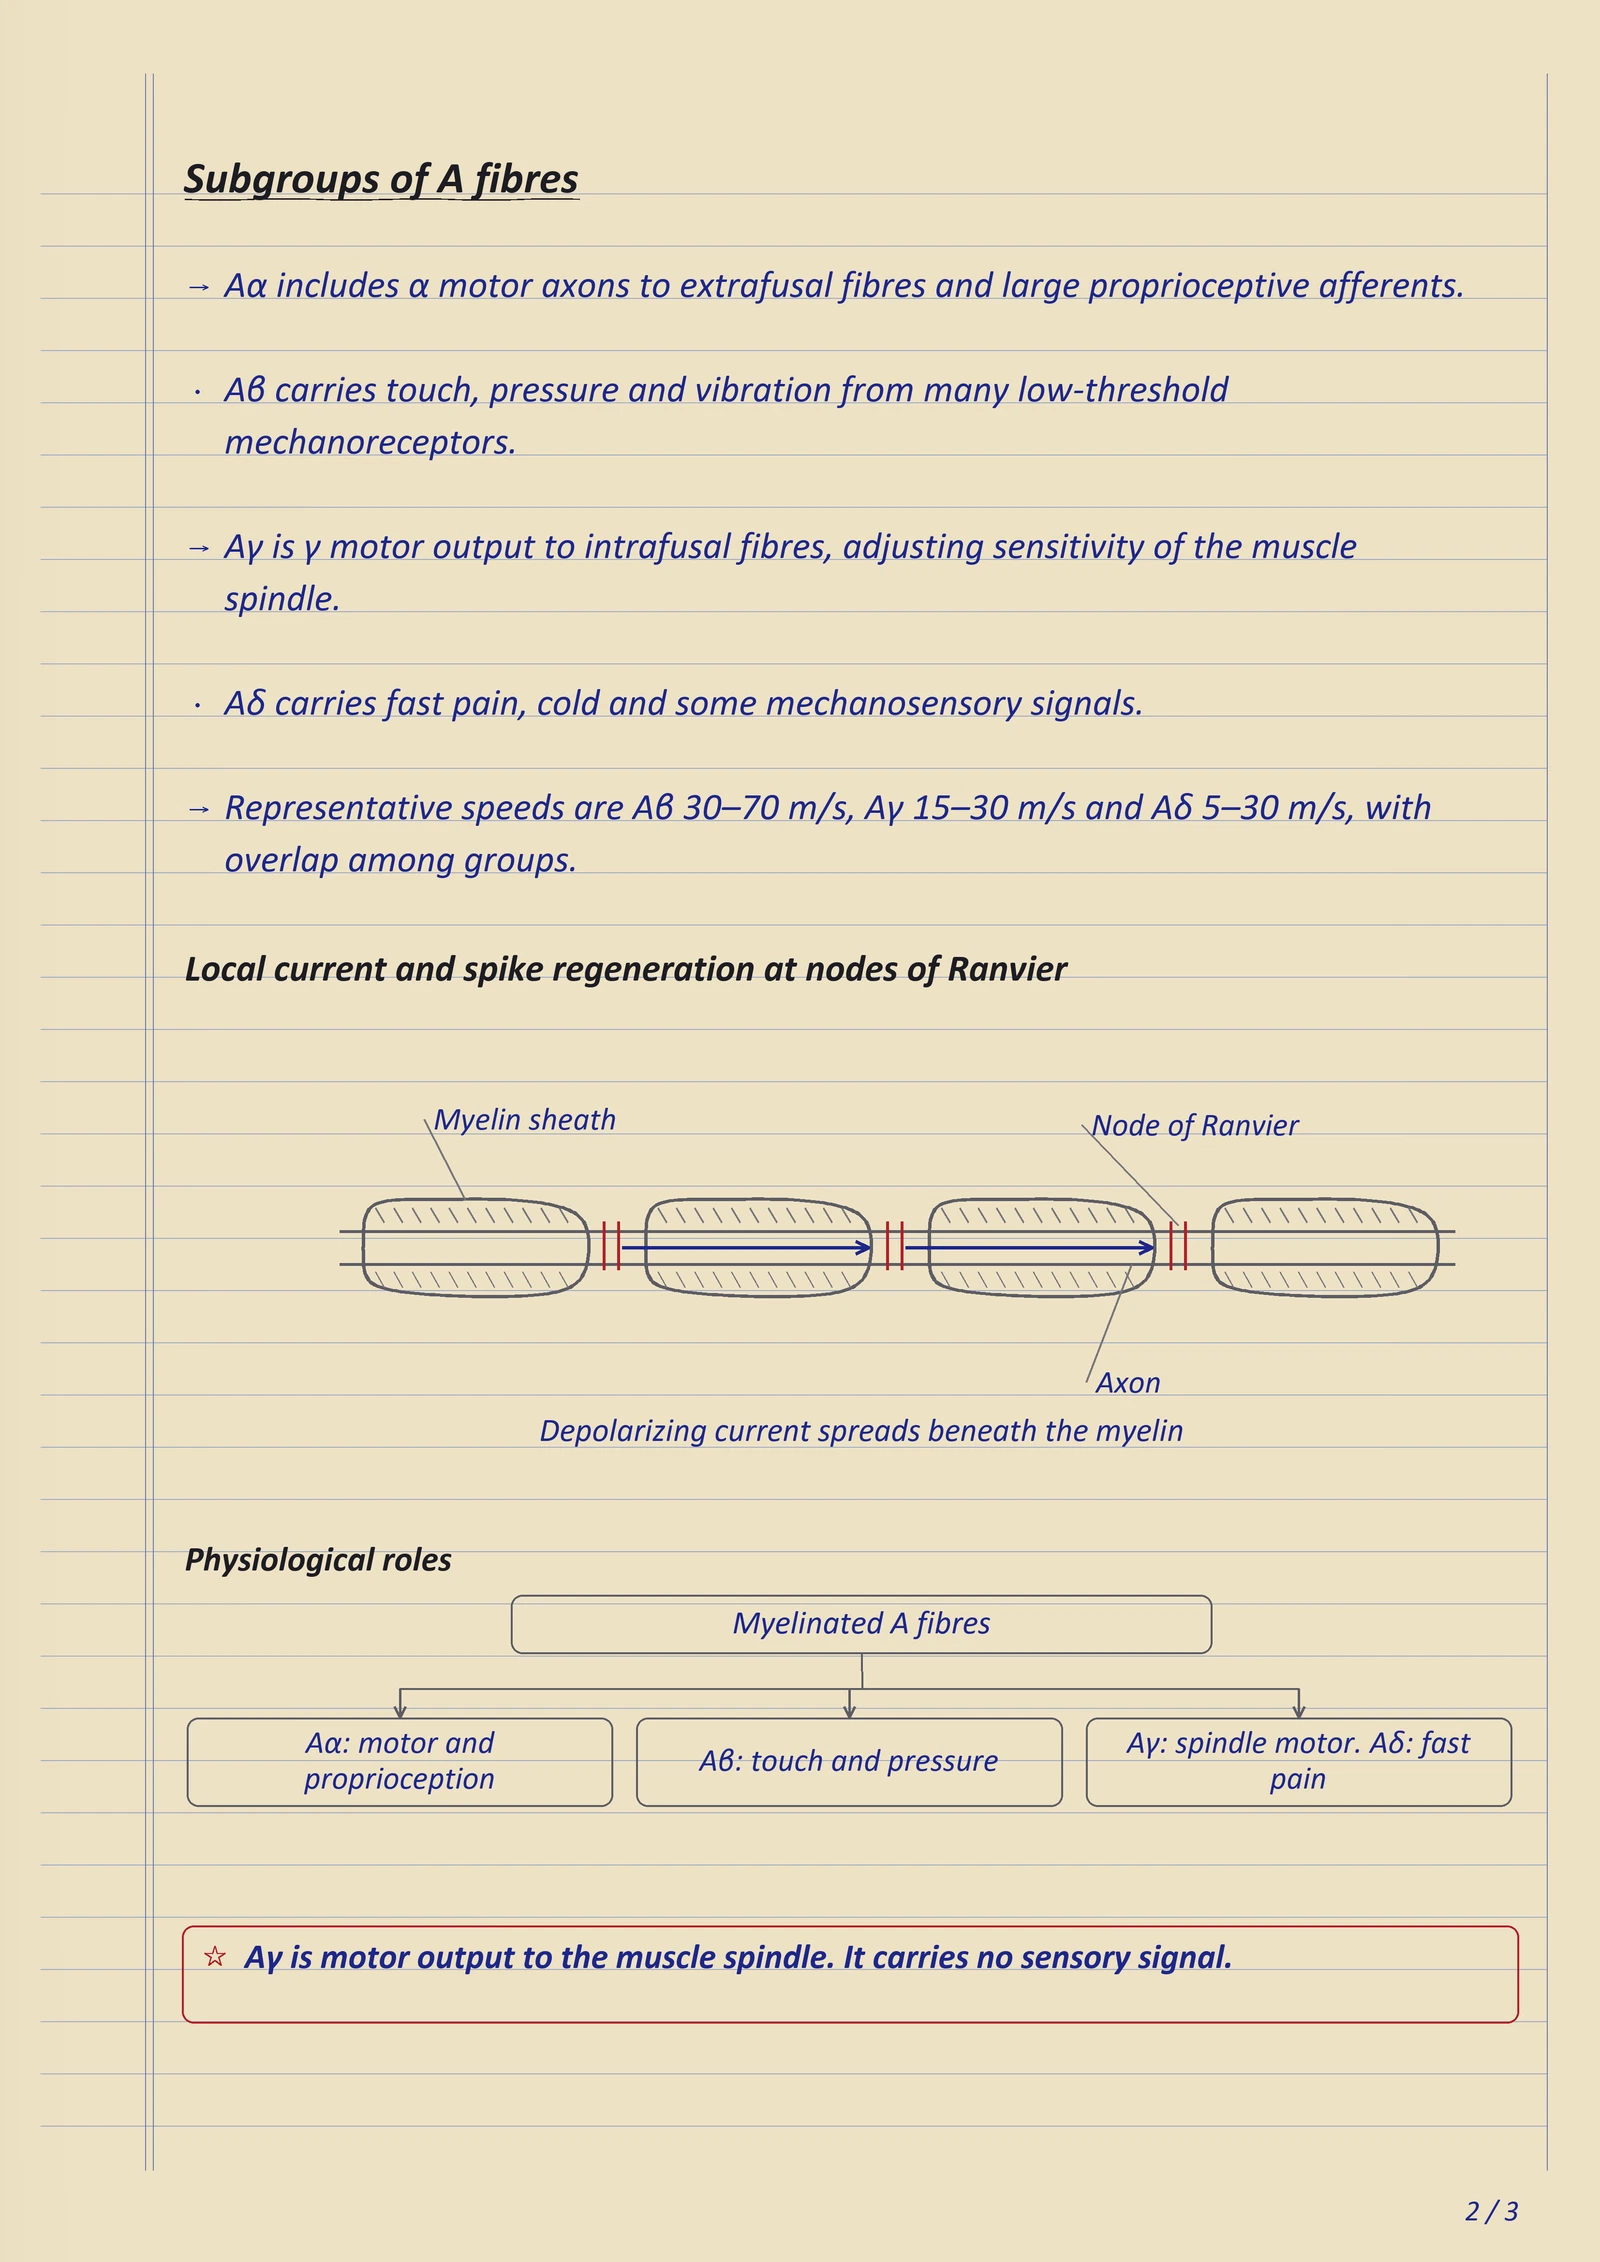 Subgroups of A fibres
→ Aα includes α motor axons to extrafusal fibres and large proprioceptive afferents.
· Aβ carries touch, pressure and vibration from many low-threshold
mechanoreceptors.
→ Aγ is γ motor output to intrafusal fibres, adjusting sensitivity of the muscle
spindle.
· Aδ carries fast pain, cold and some mechanosensory signals.
→ Representative speeds are Aβ 30–70 m/s, Aγ 15–30 m/s and Aδ 5–30 m/s, with
overlap among groups.
Local current and spike regeneration at nodes of Ranvier
Myelin sheath
Node of Ranvier
Axon
Depolarizing current spreads beneath the myelin
Physiological roles
Myelinated A fibres
Aα: motor and
proprioception
Aβ: touch and pressure
Aγ: spindle motor. Aδ: fast
pain
☆ Aγ is motor output to the muscle spindle. It carries no sensory signal.
2 / 3